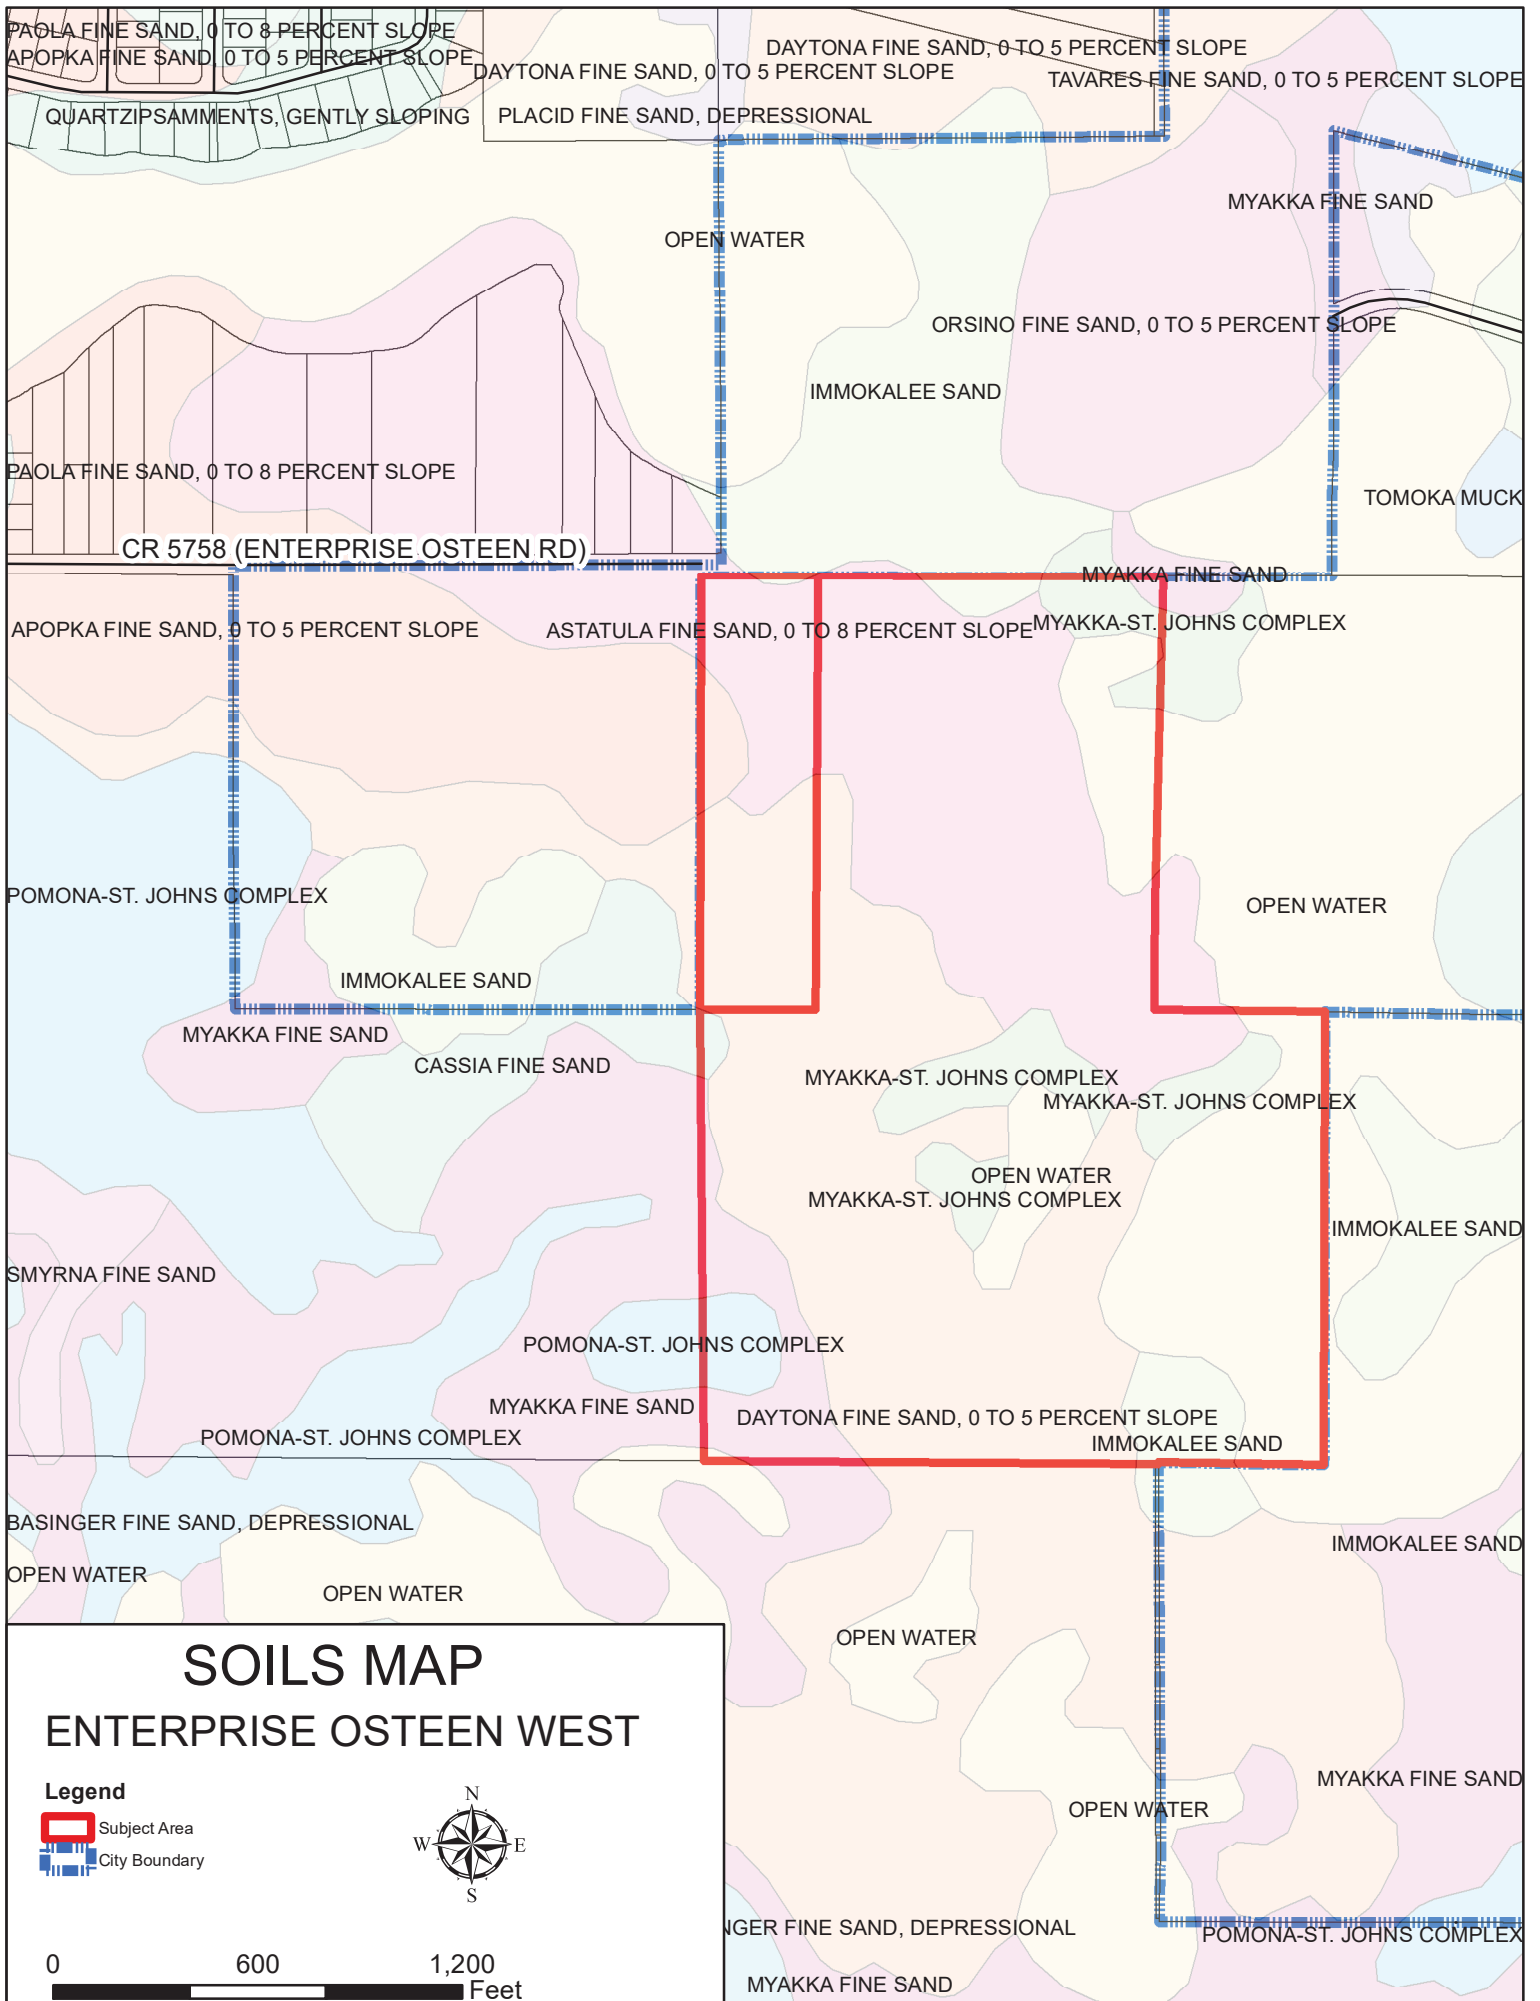 PAOLA FINE SAND, 0 TO 8 PERCENT SLOPE
DAYTONA FINE SAND, 0 TO 5 PERCENT SLOPE
APOPKA FINE SAND, 0 TO 5 PERCENT SLOPE
DAYTONA FINE SAND, 0 TO 5 PERCENT SLOPE
TAVARES FINE SAND, 0 TO 5 PERCENT SLOPE
QUARTZIPSAMMENTS, GENTLY SLOPING
PLACID FINE SAND, DEPRESSIONAL
MYAKKA FINE SAND
OPEN WATER
ORSINO FINE SAND, 0 TO 5 PERCENT SLOPE
IMMOKALEE SAND
PAOLA FINE SAND, 0 TO 8 PERCENT SLOPE
TOMOKA MUCK
CR 5758 (ENTERPRISE OSTEEN RD)
MYAKKA FINE SAND
MYAKKA-ST. JOHNS COMPLEX
APOPKA FINE SAND, 0 TO 5 PERCENT SLOPE
ASTATULA FINE SAND, 0 TO 8 PERCENT SLOPE
POMONA-ST. JOHNS COMPLEX
OPEN WATER
IMMOKALEE SAND
MYAKKA FINE SAND
CASSIA FINE SAND
MYAKKA-ST. JOHNS COMPLEX
MYAKKA-ST. JOHNS COMPLEX
OPEN WATER
MYAKKA-ST. JOHNS COMPLEX
IMMOKALEE SAND
SMYRNA FINE SAND
POMONA-ST. JOHNS COMPLEX
MYAKKA FINE SAND
DAYTONA FINE SAND, 0 TO 5 PERCENT SLOPE
POMONA-ST. JOHNS COMPLEX
IMMOKALEE SAND
BASINGER FINE SAND, DEPRESSIONAL
IMMOKALEE SAND
OPEN WATER
OPEN WATER
OPEN WATER
SOILS MAP
ENTERPRISE OSTEEN WEST
Legend
Subject Area
City Boundary
N
W
E
S
0 600 1,200
Feet
MYAKKA FINE SAND
OPEN WATER
NGER FINE SAND, DEPRESSIONAL
POMONA-ST. JOHNS COMPLEX
MYAKKA FINE SAND